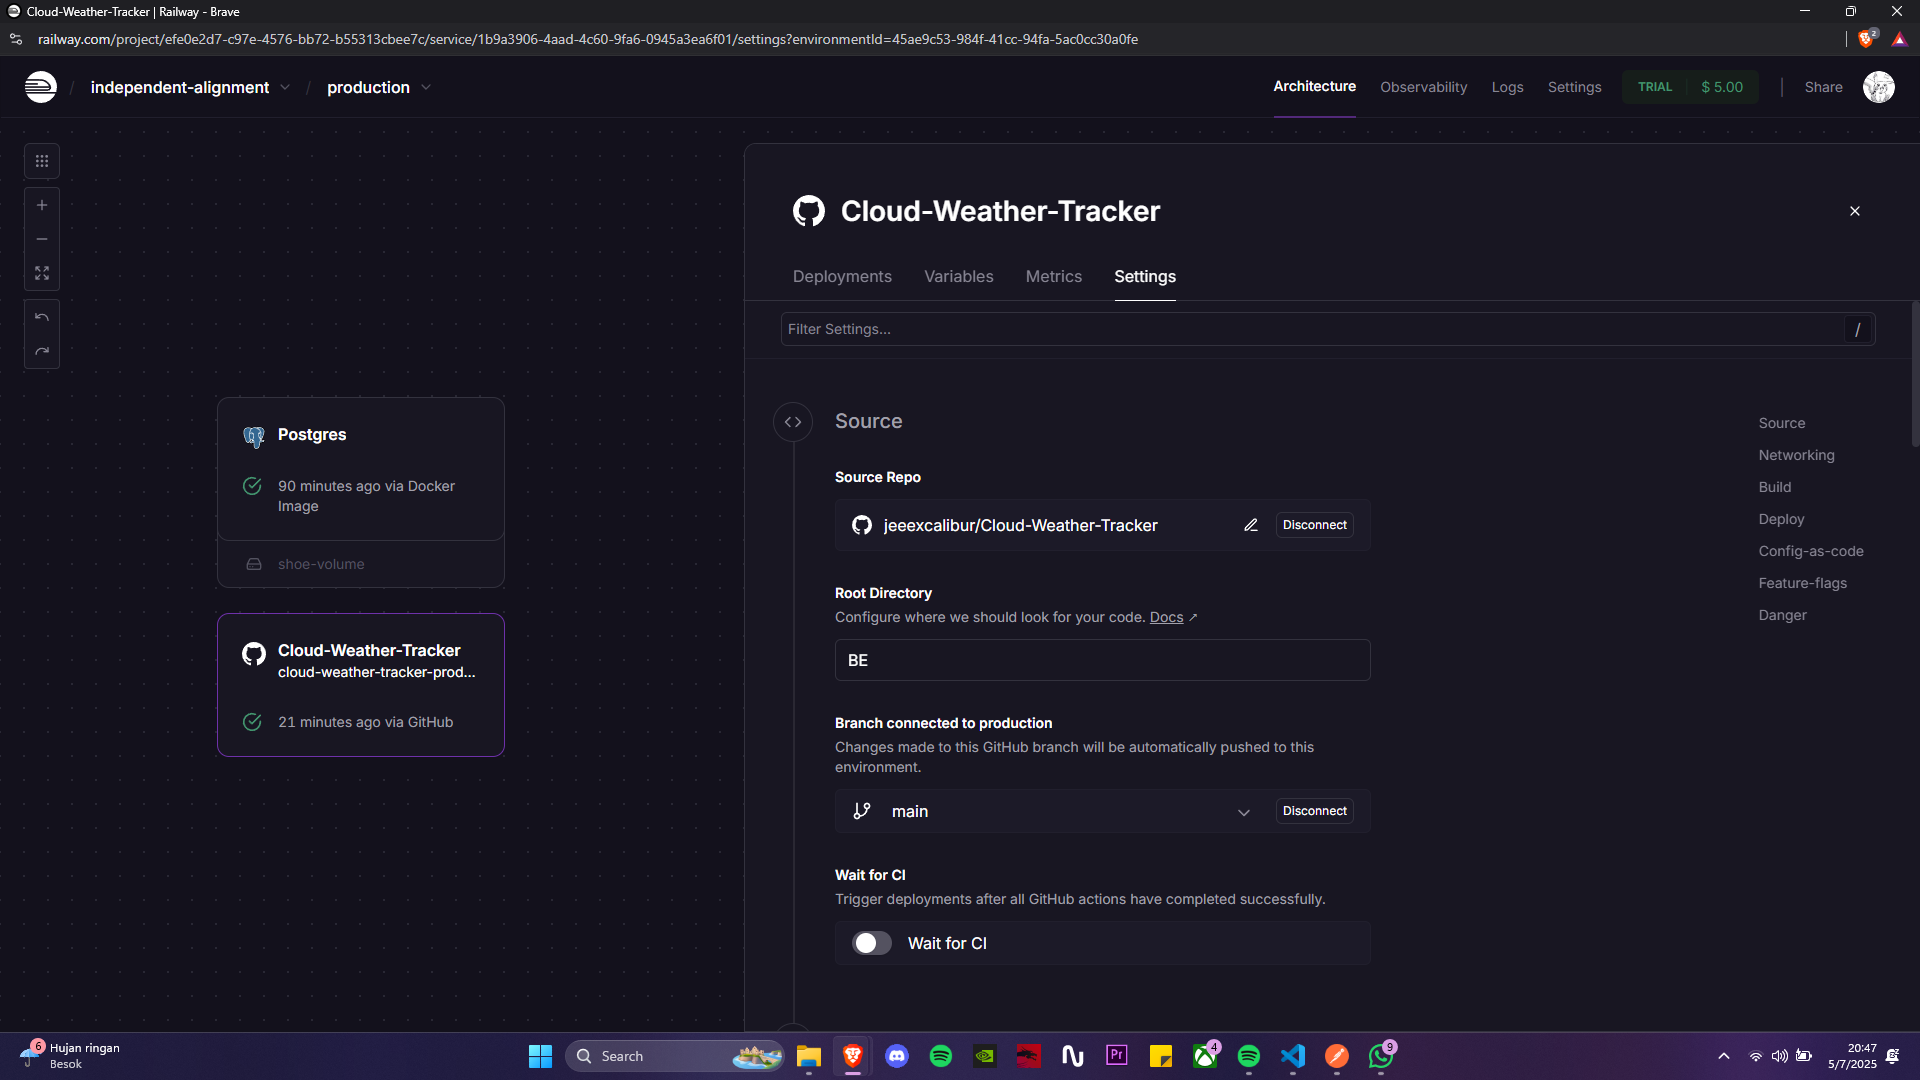 Cloud-Weather-Tracker | Railway - Brave
railway.com/project/efe0e2d7-c97e-4576-bb72-b55313cbee7c/service/1b9a3906-4aad-4c60-9fa6-0945a3ea6f01/settings?environmentId=45ae9c53-984f-41cc-94fa-5ac0cc30a0fe
2
/ independent-alignment / production
Architecture Observability Logs Settings TRIAL $ 5.00 Share
Cloud-Weather-Tracker
Deployments Variables Metrics Settings
Filter Settings... /
Postgres
90 minutes ago via Docker
Image
shoe-volume
Cloud-Weather-Tracker
cloud-weather-tracker-prod...
21 minutes ago via GitHub
Source
Source Repo
jeeexcalibur/Cloud-Weather-Tracker Disconnect
Root Directory
Configure where we should look for your code. Docs ↗
BE
Branch connected to production
Changes made to this GitHub branch will be automatically pushed to this
environment.
main Disconnect
Wait for CI
Trigger deployments after all GitHub actions have completed successfully.
Wait for CI
Source
Networking
Build
Deploy
Config-as-code
Feature-flags
Danger
6
Hujan ringan
Besok
Search
Pr
4
9
20:47
5/7/2025